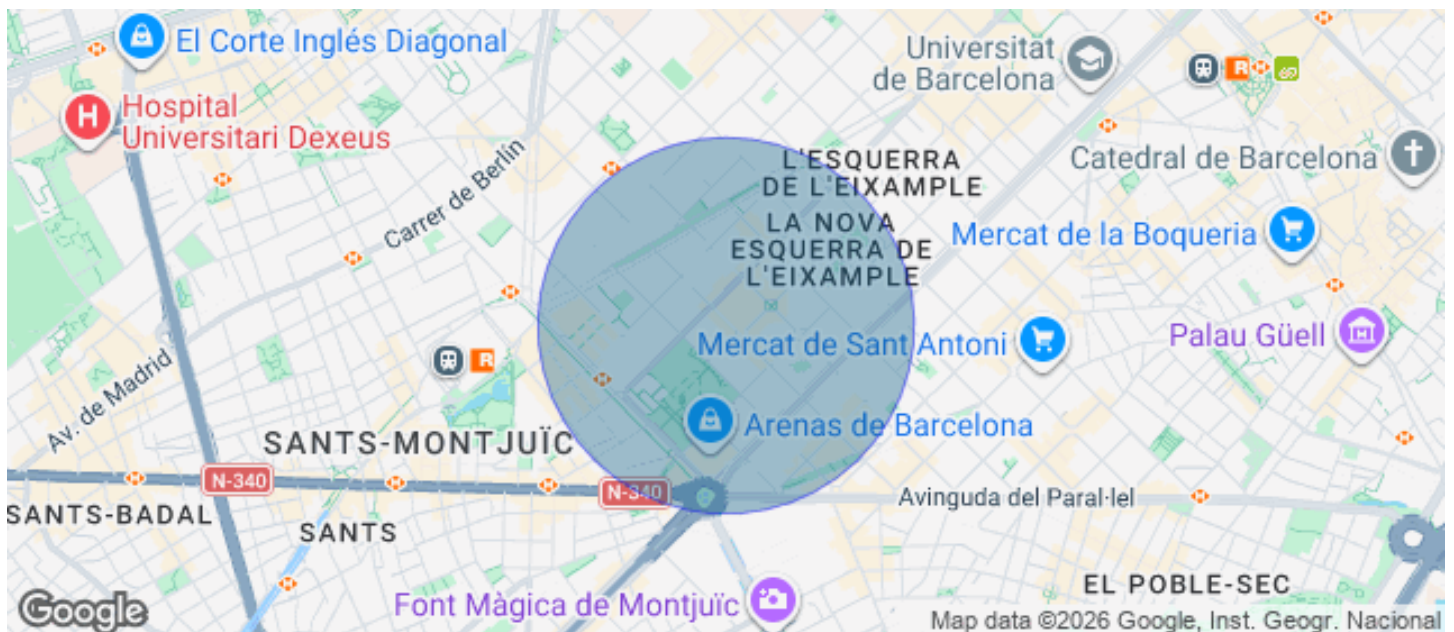 El Corte Inglés Diagonal
Universitat
de Barcelona
R
H
Hospital
Universitari Dexeus
Catedral de Barcelona
L'ESQUERRA
DE L'EIXAMPLE
Carrer de Berlín
LA NOVA
ESQUERRA DE
L'EIXAMPLE
Mercat de la Boqueria
Mercat de Sant Antoni
Palau Güell
R
Av. de Madrid
Arenas de Barcelona
SANTS-MONTJUÏC
N-340
N-340
Avinguda del Paral·lel
SANTS-BADAL
SANTS
EL POBLE-SEC
Font Màgica de Montjuïc
Google
Map data ©2026 Google, Inst. Geogr. Nacional